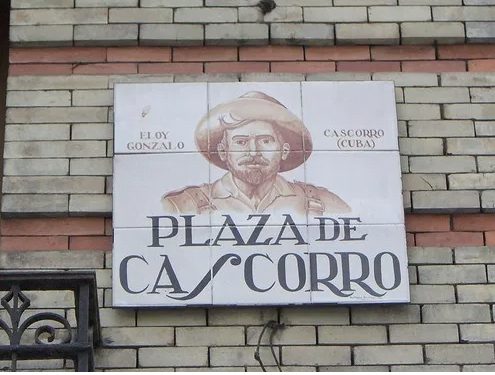 ELOY
GONZALO
CASCORRO
(CUBA)
PLAZA DE
CASCORRO